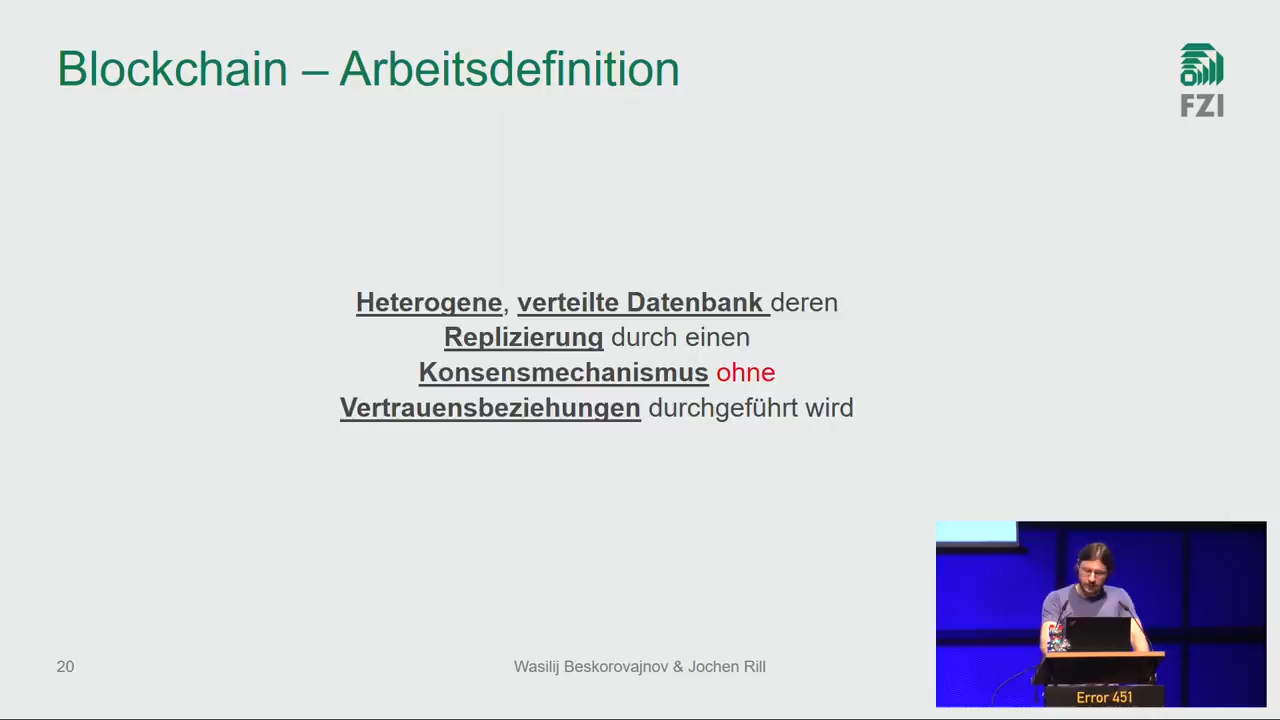 Blockchain – Arbeitsdefinition
FZI
Heterogene, verteilte Datenbank deren
Replizierung durch einen
Konsensmechanismus ohne
Vertrauensbeziehungen durchgeführt wird
20
Wasilij Beskorovajnov & Jochen Rill
Error 451